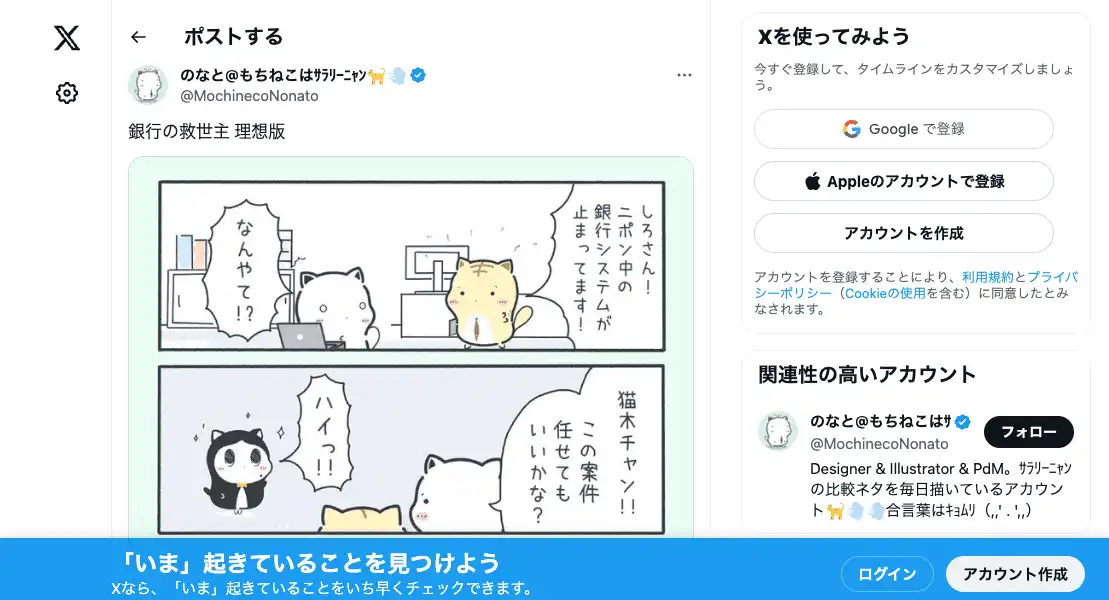 ポストする
のなと@もちねこはｻﾗﾘｰﾆｬﾝ🐈💨
@MochinecoNonato
銀行の救世主 理想版
しろさん！
ニポン中の
銀行システムが
止まってます！
なんやて!?
猫木チャン!!
この案件
任せても
いいかな？
ハイっ!!
Xを使ってみよう
今すぐ登録して、タイムラインをカスタマイズしましょ
う。
Google で登録
Appleのアカウントで登録
アカウントを作成
アカウントを登録することにより、利用規約とプライバ
シーポリシー（Cookieの使用を含む）に同意したとみ
なされます。
関連性の高いアカウント
のなと@もちねこはｻ
@MochinecoNonato
フォロー
Designer & Illustrator & PdM。ｻﾗﾘｰﾆｬﾝ
の比較ネタを毎日描いているアカウン
ト🐈💨💨合言葉はｷｮﾑﾘ（,,' . ',,）
「いま」起きていることを見つけよう
Xなら、「いま」起きていることをいち早くチェックできます。
ログイン
アカウント作成